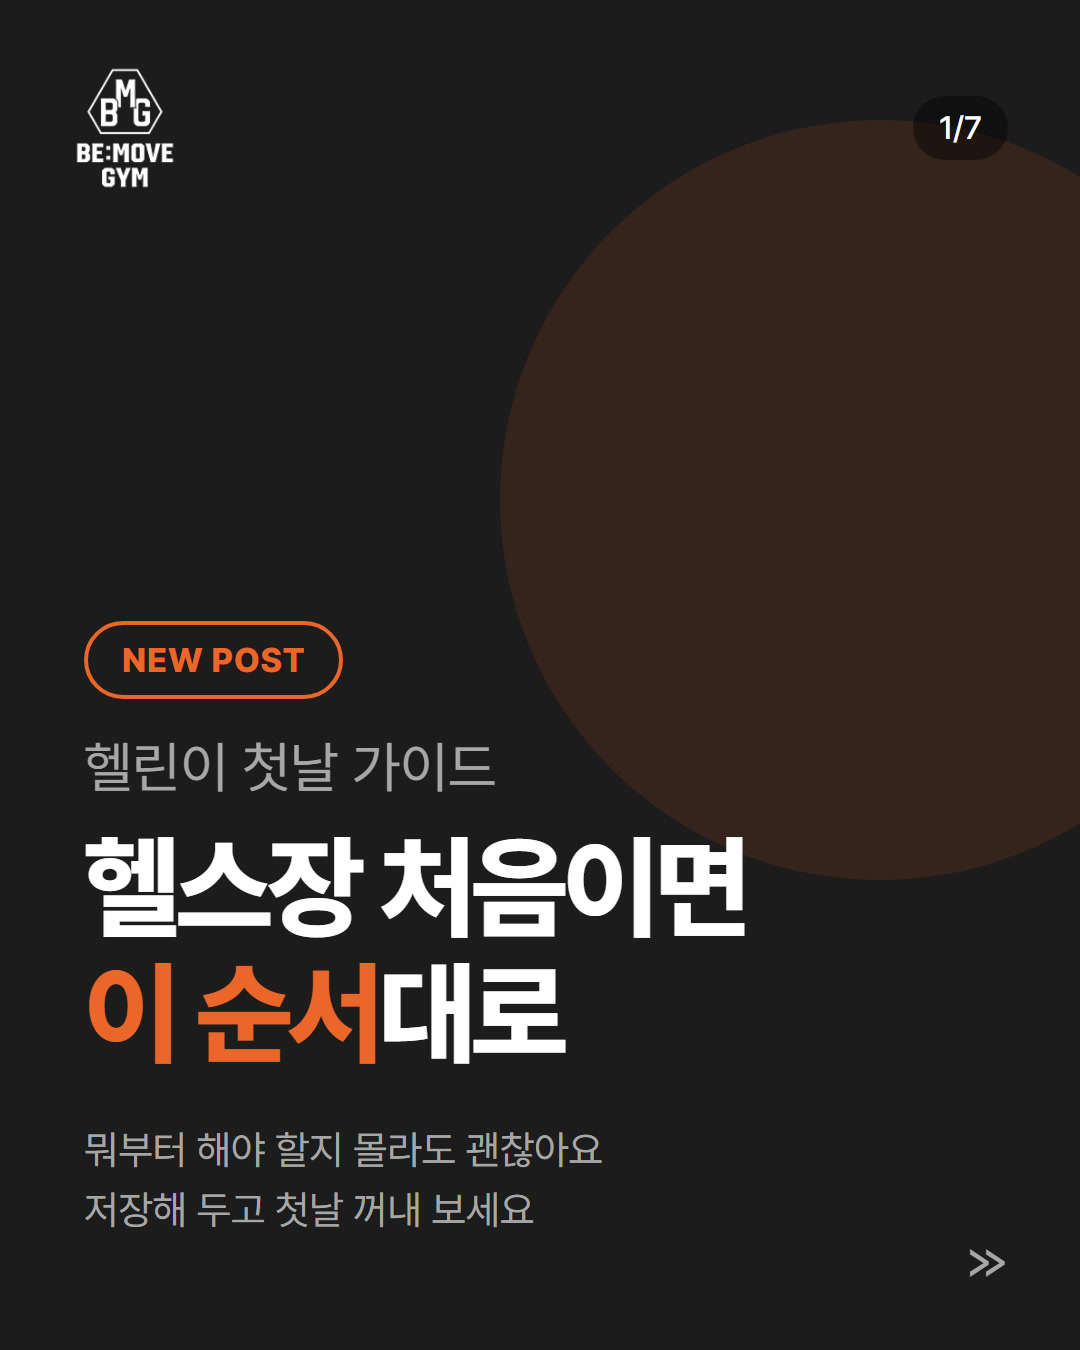 BMG
BE:MOVE
GYM
1/7
NEW POST
헬린이 첫날 가이드
헬스장 처음이면
이 순서대로
뭐부터 해야 할지 몰라도 괜찮아요
저장해 두고 첫날 꺼내 보세요
>>